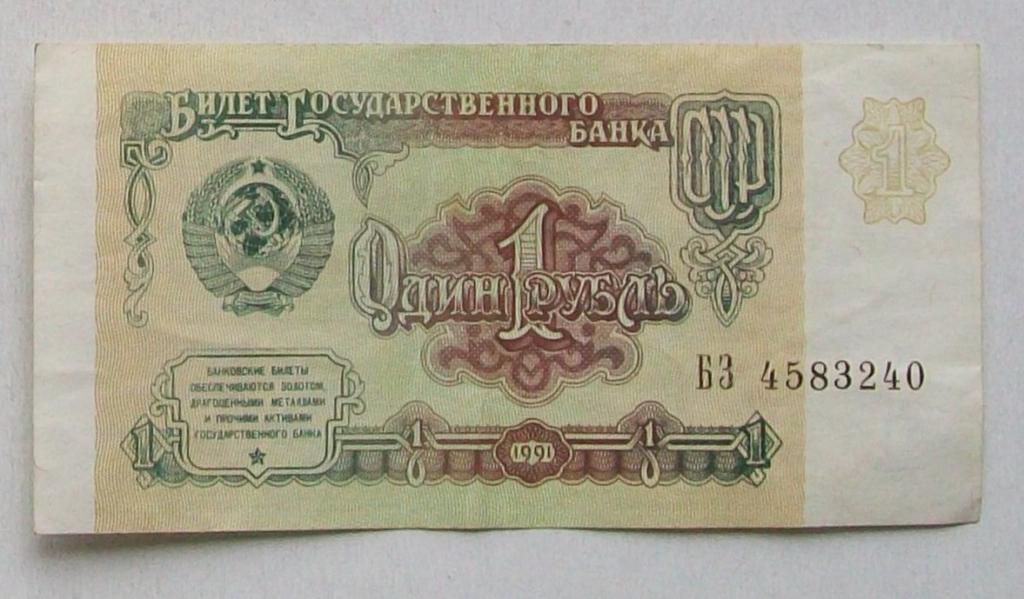 Билет Государственного
Банка
СССР
1
Один рубль
1
БЗ 4583240
БАНКОВСКИЕ БИЛЕТЫ
ОБЕСПЕЧИВАЮТСЯ ЗОЛОТОМ,
ДРАГОЦЕННЫМИ МЕТАЛЛАМИ
И ПРОЧИМИ АКТИВАМИ
ГОСУДАРСТВЕННОГО БАНКА
1 1 1991 1 1